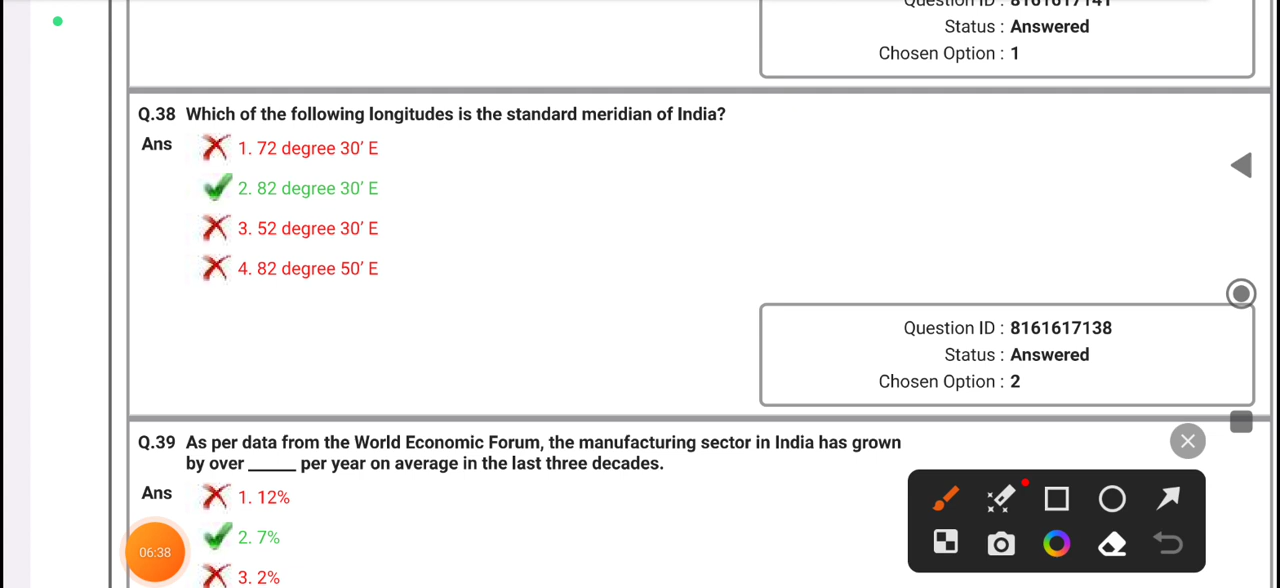 Question ID : 8161617141
Status : Answered
Chosen Option : 1
Q.38 Which of the following longitudes is the standard meridian of India?
Ans 1. 72 degree 30′ E
2. 82 degree 30′ E
3. 52 degree 30′ E
4. 82 degree 50′ E
Question ID : 8161617138
Status : Answered
Chosen Option : 2
Q.39 As per data from the World Economic Forum, the manufacturing sector in India has grown
by over ______ per year on average in the last three decades.
Ans 1. 12%
2. 7%
06:38
3. 2%